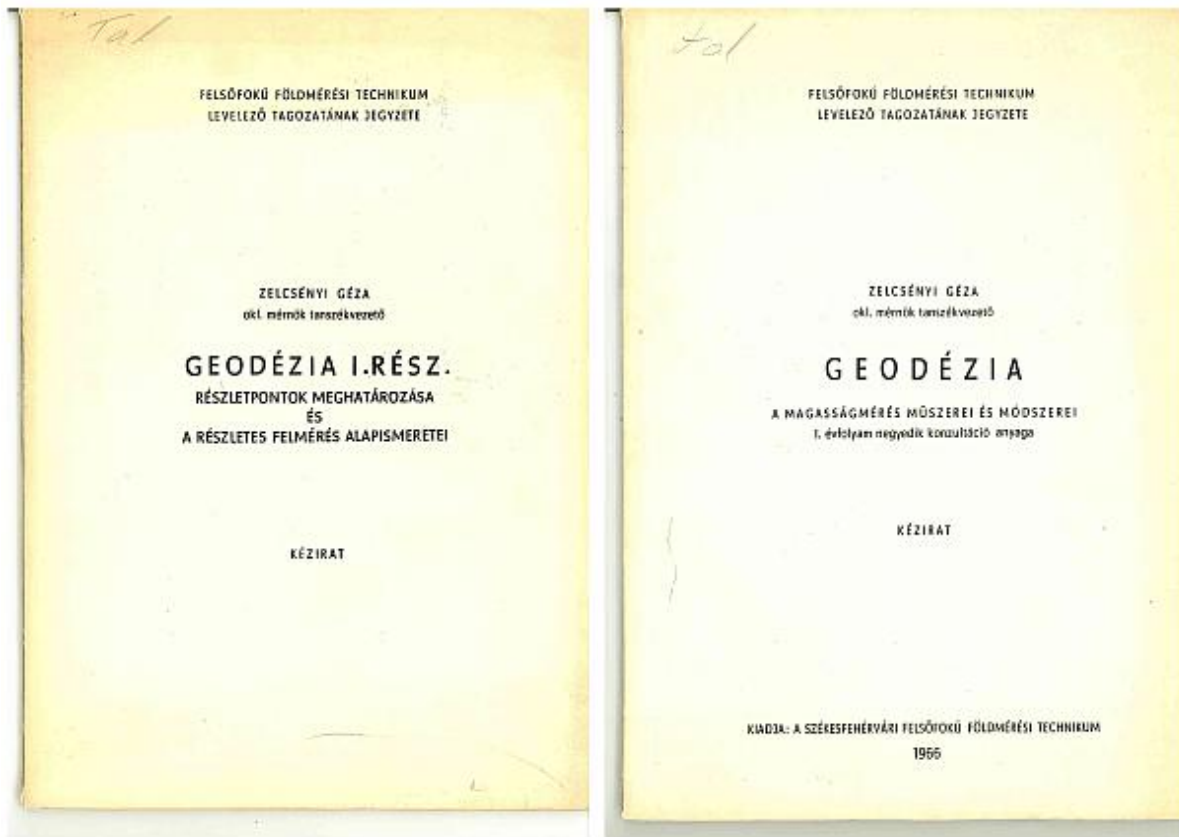 Tal
FELSŐFOKÚ FÖLDMÉRÉSI TECHNIKUM
LEVELEZŐ TAGOZATÁNAK JEGYZETE
ZELCSÉNYI GÉZA
okl. mérnök tanszékvezető
GEODÉZIA I.RÉSZ.
RÉSZLETPONTOK MEGHATÁROZÁSA
ÉS
A RÉSZLETES FELMÉRÉS ALAPISMERETEI
KÉZIRAT
tal
FELSŐFOKÚ FÖLDMÉRÉSI TECHNIKUM
LEVELEZŐ TAGOZATÁNAK JEGYZETE
ZELCSÉNYI GÉZA
okl. mérnök tanszékvezető
GEODÉZIA
A MAGASSÁGMÉRÉS MŰSZEREI ÉS MÓDSZEREI
I. évfolyam negyedik konzultáció anyaga
KÉZIRAT
KIADJA: A SZÉKESFEHÉRVÁRI FELSŐFOKÚ FÖLDMÉRÉSI TECHNIKUM
1966